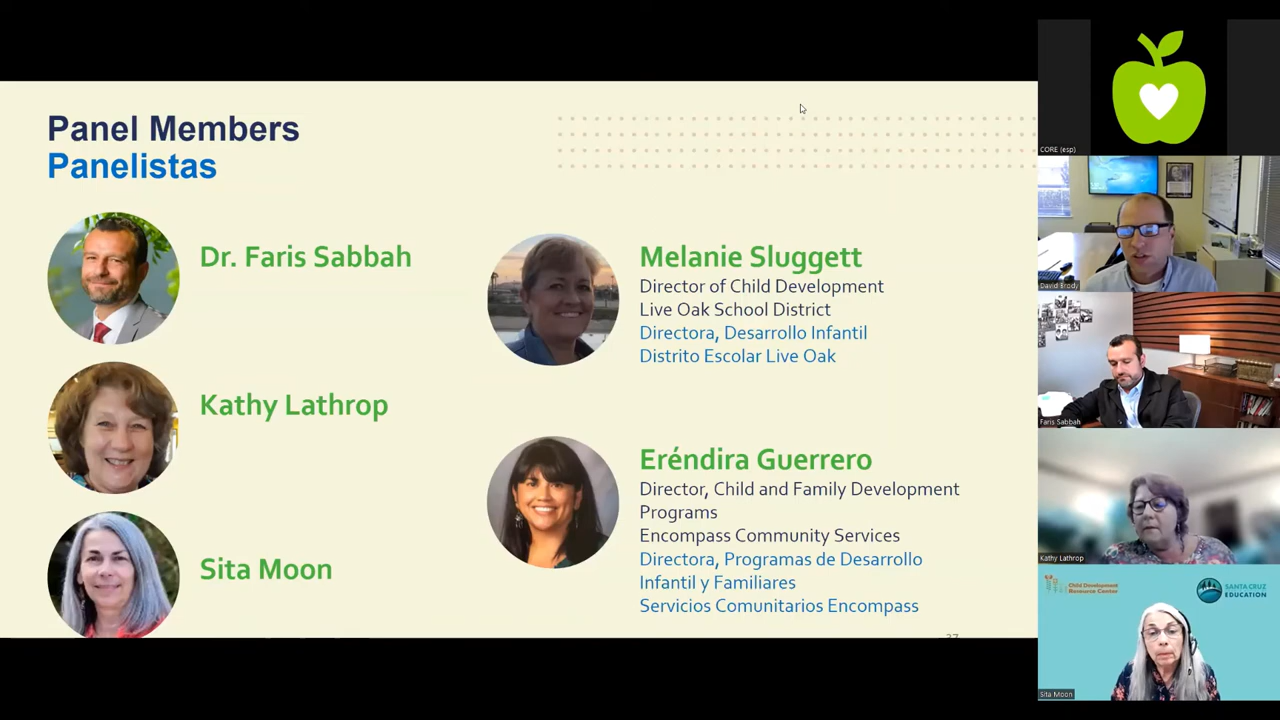 Panel Members
Panelistas
Dr. Faris Sabbah
Kathy Lathrop
Sita Moon
Melanie Sluggett
Director of Child Development
Live Oak School District
Directora, Desarrollo Infantil
Distrito Escolar Live Oak
Eréndira Guerrero
Director, Child and Family Development
Programs
Encompass Community Services
Directora, Programas de Desarrollo
Infantil y Familiares
Servicios Comunitarios Encompass
CORE (esp)
David Brody
Faris Sabbah
Kathy Lathrop
Child Development
Resource Center
SANTA CRUZ
EDUCATION
Sita Moon